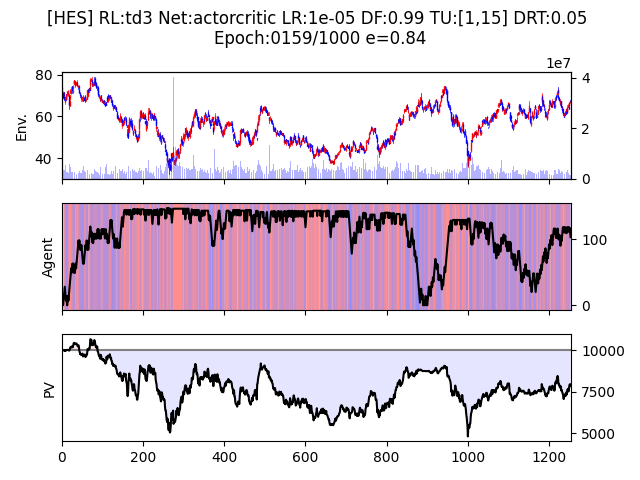 [HES] RL:td3 Net:actorcritic LR:1e-05 DF:0.99 TU:[1,15] DRT:0.05
Epoch:0159/1000 e=0.84
1e7
80
60
40
Env.
4
2
0
Agent
100
0
PV
10000
7500
5000
0 200 400 600 800 1000 1200